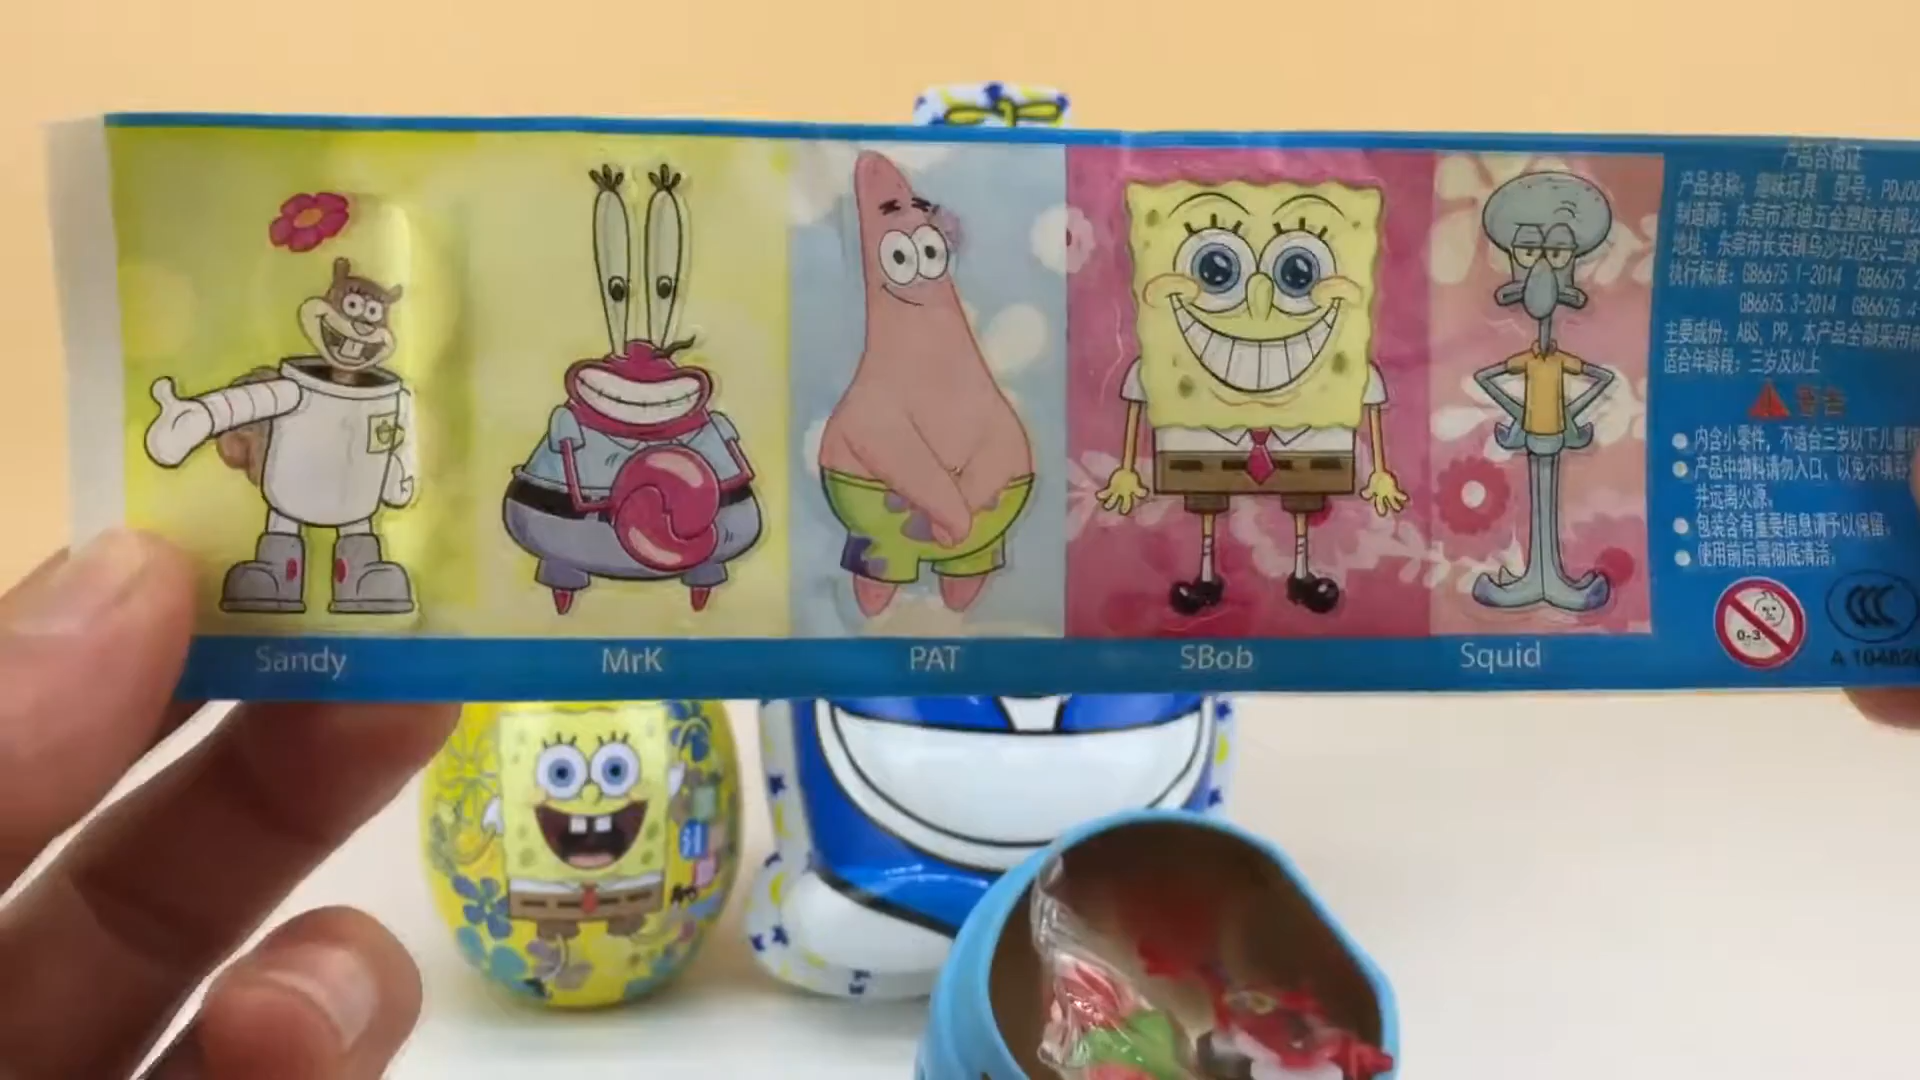 Sandy
MrK
PAT
SBob
Squid
产品合格证
产品名称：趣味玩具 型号：PDJ00
制造商：东莞市派迪五金塑胶有限公
地址：东莞市长安镇乌沙社区兴二路
执行标准：GB6675.1-2014 GB6675.2
GB6675.3-2014 GB6675.4-
主要成份：ABS、PP，本产品全部采用
适合年龄段：三岁及以上
警告
内含小零件，不适合三岁以下儿童
产品中物料请勿入口，以免不慎吞
并远离火源。
包装含有重要信息请予以保留。
使用前后需彻底清洁。
0-3
CCC
A 10482